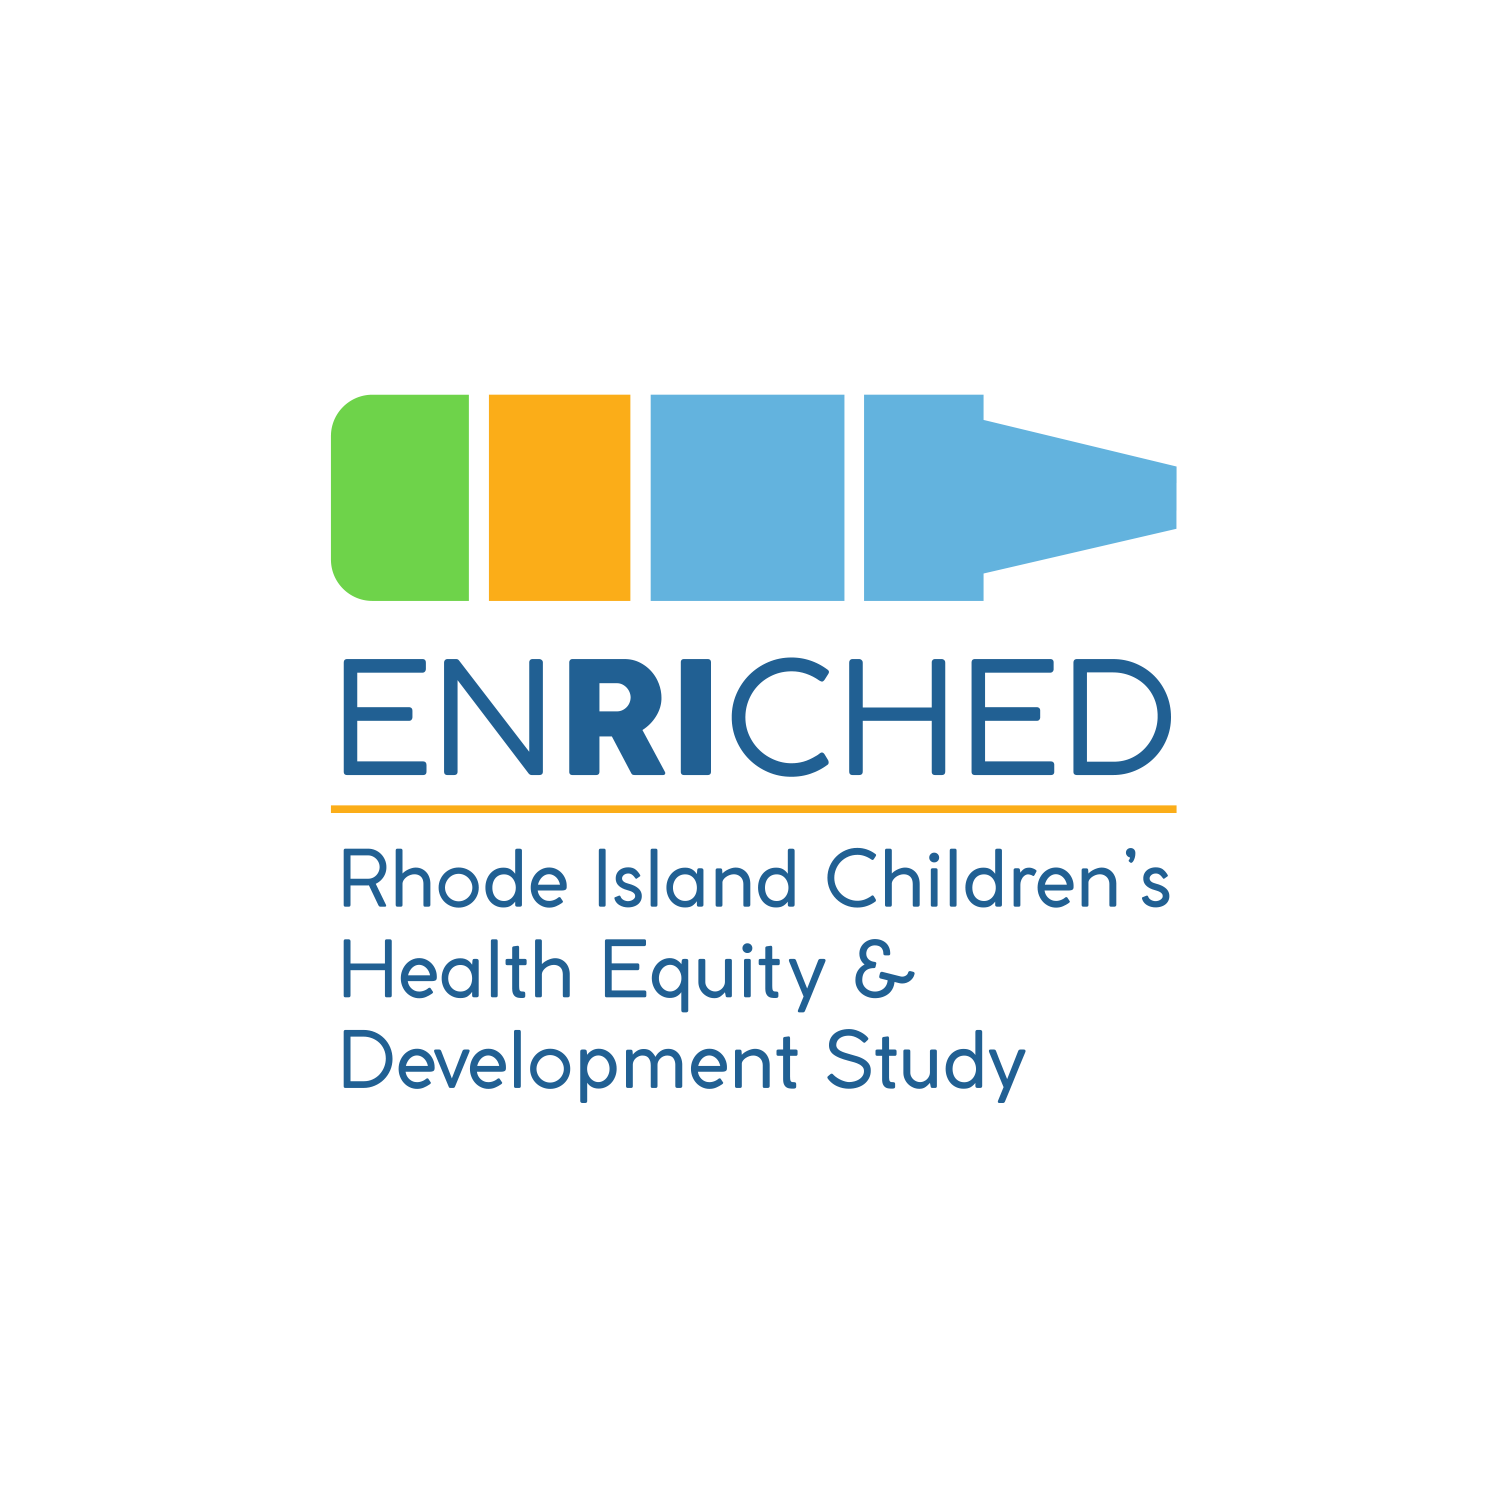 ENRICHED
Rhode Island Children’s
Health Equity &
Development Study